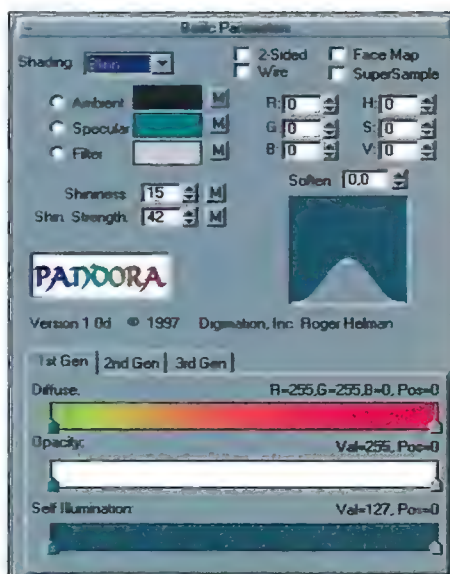 Basic Parameters
Shading: Blinn
2-Sided Face Map
Wire SuperSample
Ambient M R: 0 H: 0
Specular M G: 0 S: 0
Filter M B: 0 V: 0
Shininess 15 M Soften 0,0
Shin. Strength: 42 M
PANDORA
Version 1.0d © 1997 Digimation, Inc Roger Helman
1st Gen 2nd Gen 3rd Gen
Diffuse: R=255,G=255,B=0, Pos=0
Opacity: Val=255, Pos=0
Self Illumination: Val=127, Pos=0